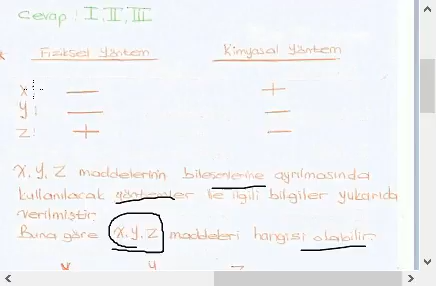 Cevap: I, II, III
Fiziksel Yöntem Kimyasal Yöntem
X: — +
Y: — —
Z: + —
X, Y, Z maddelerinin bileşenlerine ayrılmasında
kullanılacak yöntemler ile ilgili bilgiler yukarıda
verilmiştir.
Buna göre X, Y, Z maddeleri hangisi olabilir.
X Y Z